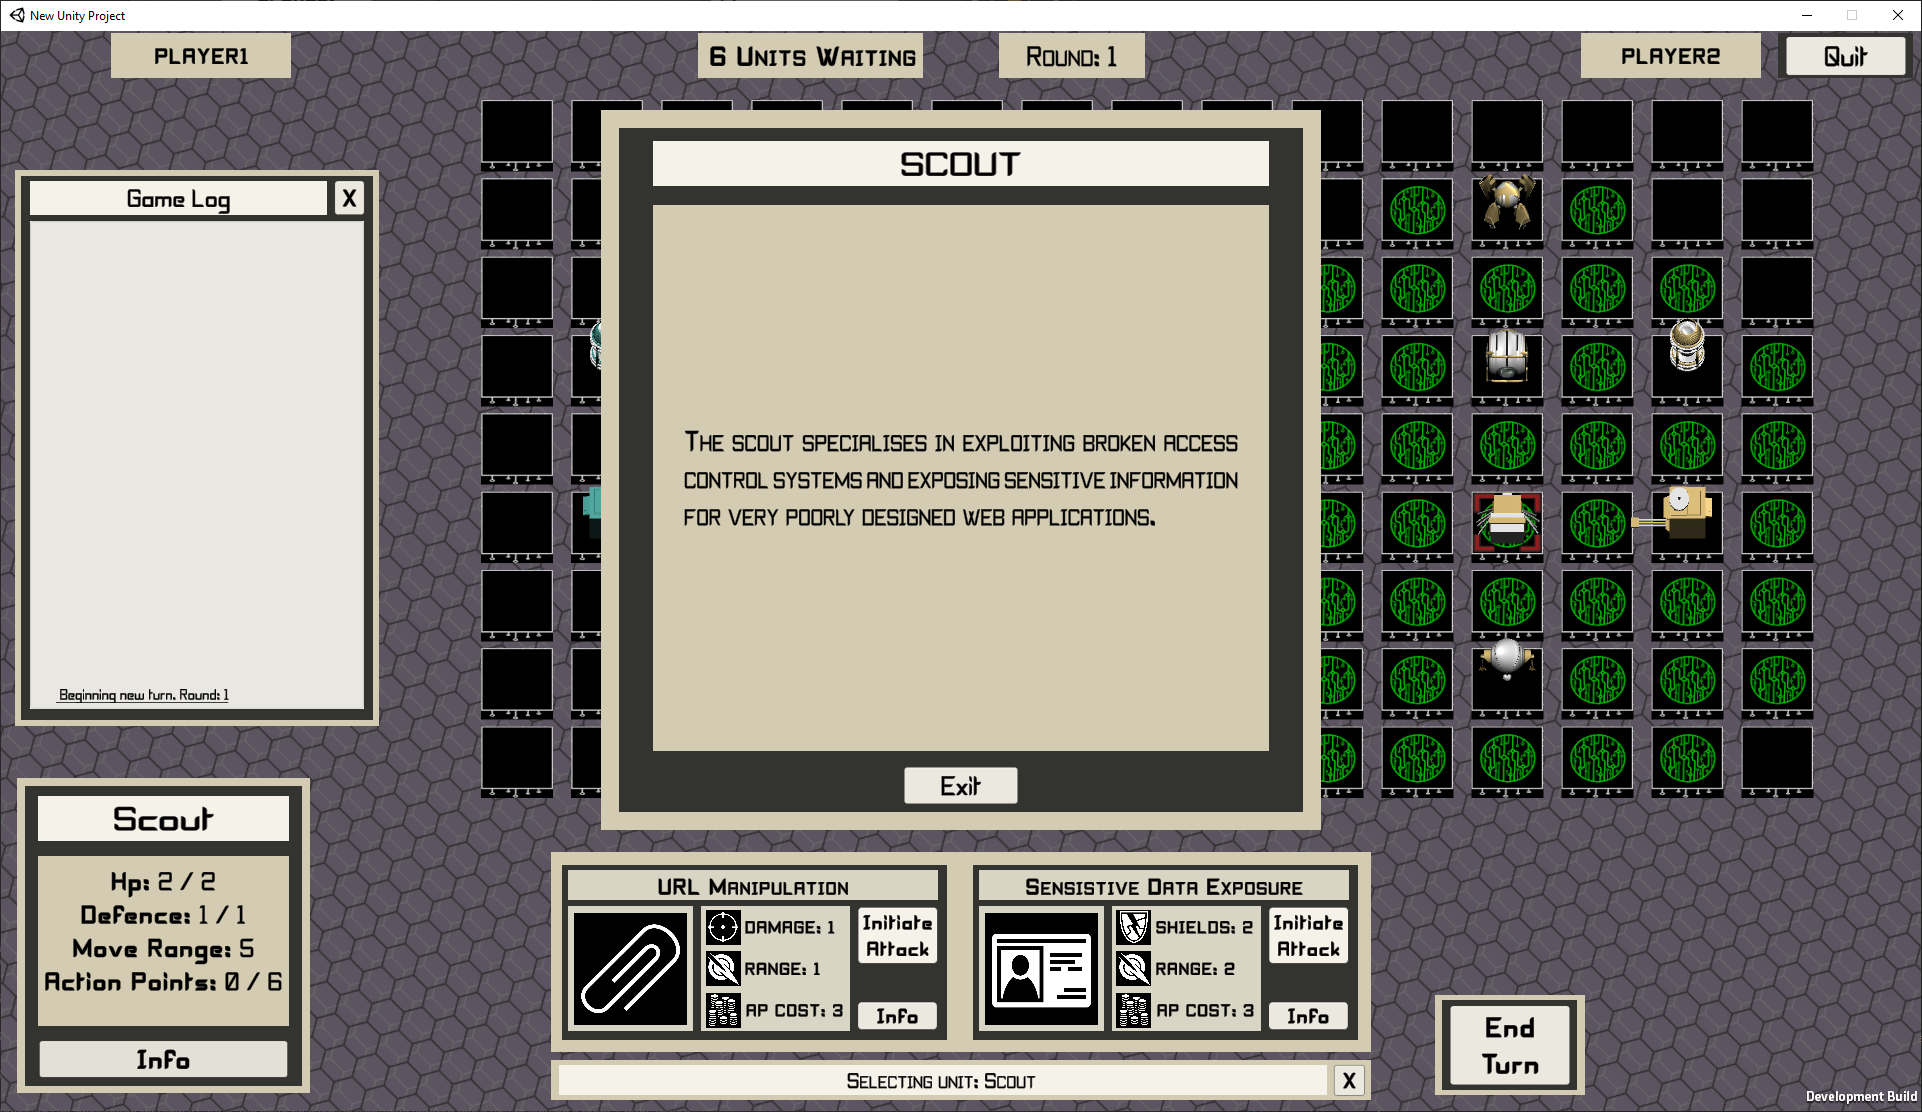 New Unity Project
PLAYER1
6 Units Waiting
Round: 1
PLAYER2
Quit
Game Log
X
Beginning new turn. Round: 1
SCOUT
The scout specialises in exploiting broken access
control systems and exposing sensitive information
for very poorly designed web applications.
Exit
Scout
Hp: 2 / 2
Defence: 1 / 1
Move Range: 5
Action Points: 0 / 6
Info
URL Manipulation
Damage: 1
Range: 1
AP Cost: 3
Initiate
Attack
Info
Sensistive Data Exposure
Shields: 2
Range: 2
AP Cost: 3
Initiate
Attack
Info
Selecting unit: Scout
X
End
Turn
Development Build